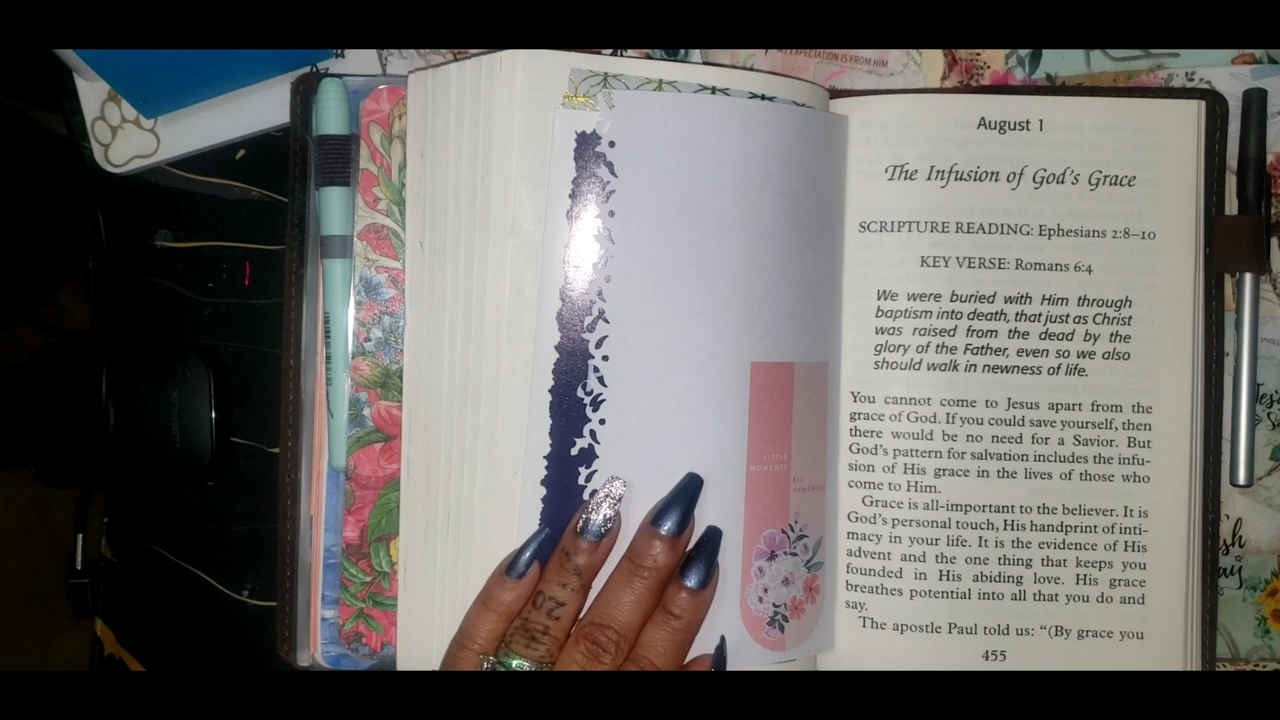 MY EXPECTATION IS FROM HIM
LITTLE
MOMENTS
BIG
MEMORIES
August 1
The Infusion of God's Grace
SCRIPTURE READING: Ephesians 2:8–10
KEY VERSE: Romans 6:4
We were buried with Him through
baptism into death, that just as Christ
was raised from the dead by the
glory of the Father, even so we also
should walk in newness of life.
You cannot come to Jesus apart from the
grace of God. If you could save yourself, then
there would be no need for a Savior. But
God's pattern for salvation includes the infu-
sion of His grace in the lives of those who
come to Him.
Grace is all-important to the believer. It is
God's personal touch, His handprint of inti-
macy in your life. It is the evidence of His
advent and the one thing that keeps you
founded in His abiding love. His grace
breathes potential into all that you do and
say.
The apostle Paul told us: “(By grace you
455